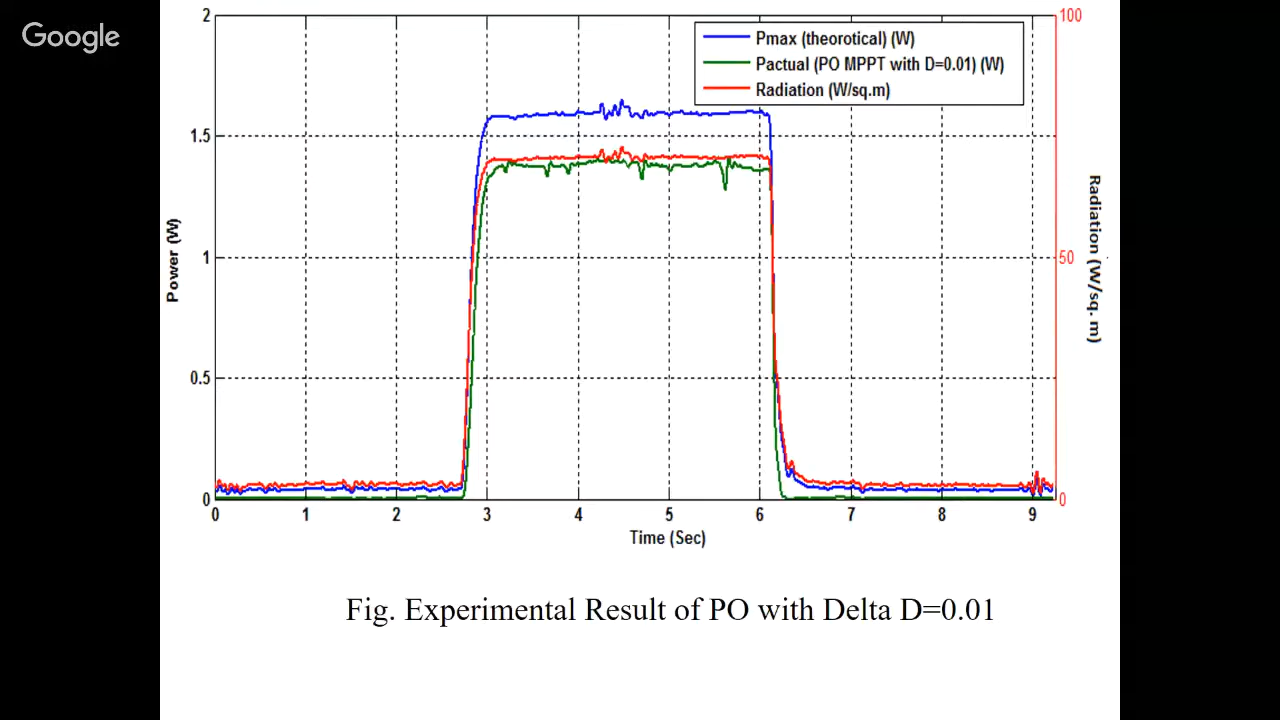 Google
2
100
Pmax (theorotical) (W)
Pactual (PO MPPT with D=0.01) (W)
Radiation (W/sq.m)
1.5
1
50
0.5
0
0
0 1 2 3 4 5 6 7 8 9
Power (W)
Radiation (W/sq. m)
Time (Sec)
Fig. Experimental Result of PO with Delta D=0.01